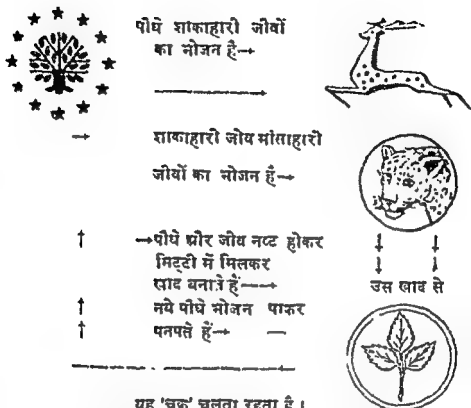 पौधे शाकाहारी जीवों
का भोजन हैं→
शाकाहारी जीव मांसाहारी
जीवों का भोजन हैं→
→पौधे और जीव नष्ट होकर
मिट्टी में मिलकर
खाद बनाते हैं→
उस खाद से
नये पौधे भोजन पाकर
पनपते हैं→
यह 'चक्र' चलता रहता है।